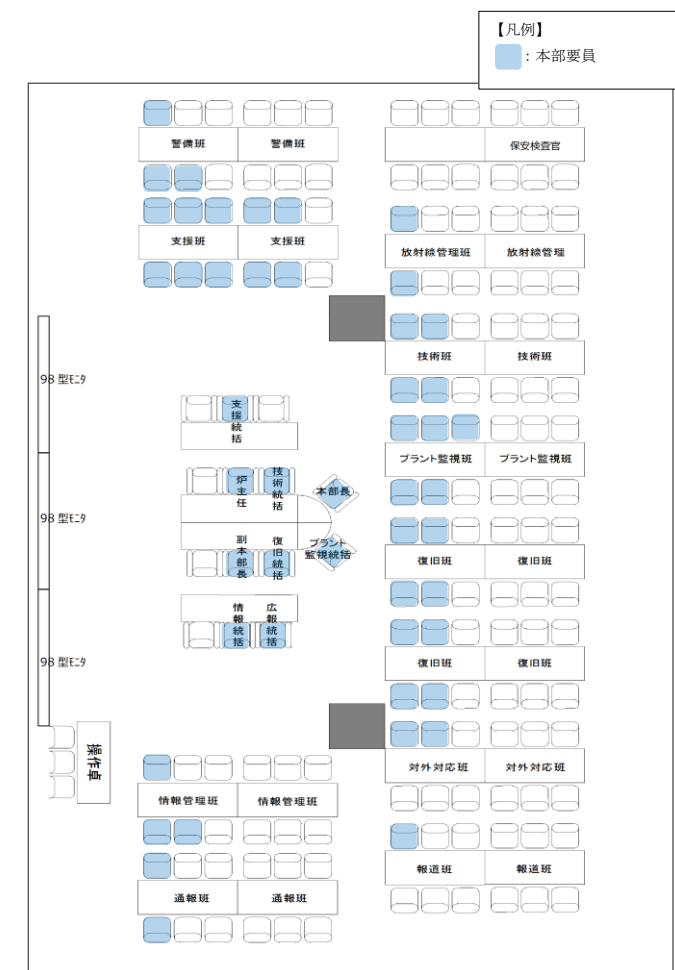 【凡例】
：本部要員
警備班
警備班
保安検査官
支援班
支援班
放射線管理班
放射線管理
技術班
技術班
98 型モニタ
支援統括
プラント監視班
プラント監視班
炉主任
技術統括
本部長
98 型モニタ
副本部長
復旧統括
プラント
監視統括
復旧班
復旧班
情報統括
広報統括
98 型モニタ
復旧班
復旧班
操作卓
対外対応班
対外対応班
情報管理班
情報管理班
報道班
報道班
通報班
通報班